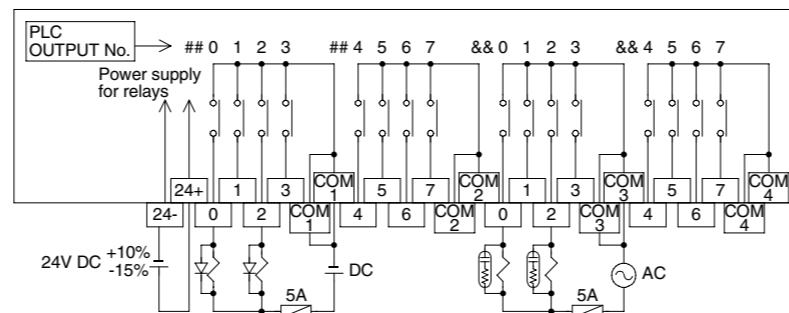 PLC
OUTPUT No.
## 0 1 2 3 ## 4 5 6 7 && 0 1 2 3 && 4 5 6 7
Power supply
for relays
24+ 1 3 COM 1 5 7 COM 2 1 3 COM 3 5 7 COM 4
24- 0 2 COM 1 4 6 COM 2 0 2 COM 3 4 6 COM 4
24V DC +10%
-15%
DC
AC
5A
5A